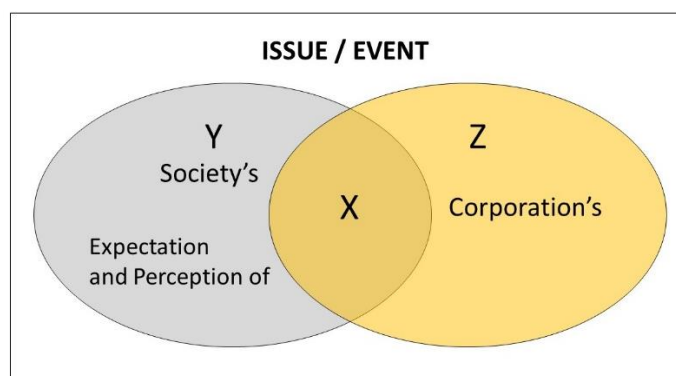 ISSUE / EVENT
Y
Society's
Expectation
and Perception of
X
Z
Corporation's